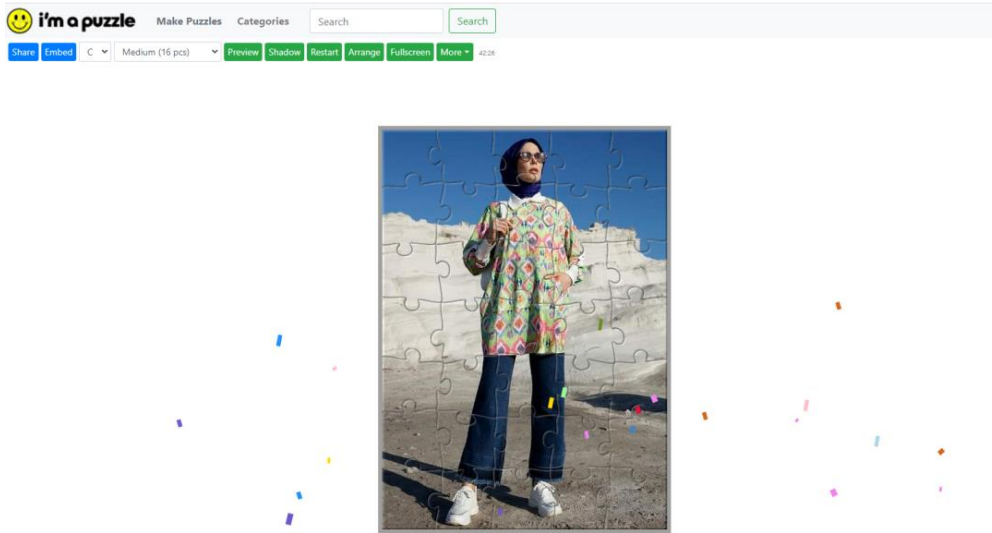 i'm a puzzle Make Puzzles Categories Search Search
Share Embed C Medium (16 pcs) Preview Shadow Restart Arrange Fullscreen More 42:26